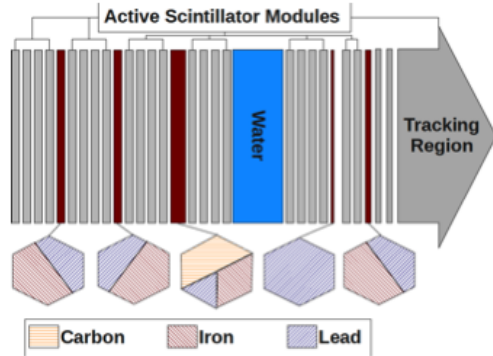 Active Scintillator Modules
Water
Tracking
Region
Carbon
Iron
Lead